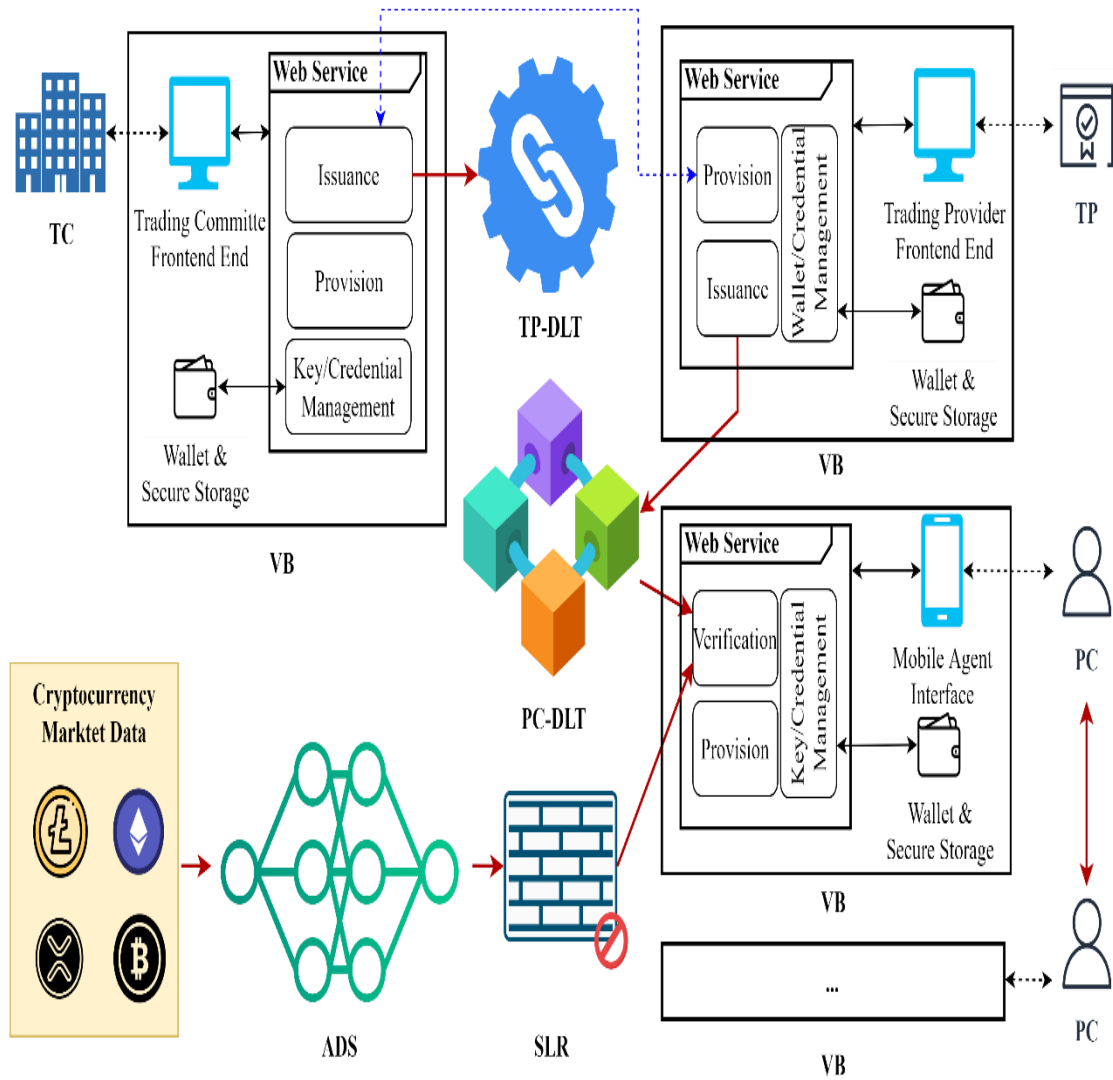 Web Service
Issuance
Provision
Key/Credential
Management
TC
Trading Committe
Frontend End
Wallet &
Secure Storage
VB
TP-DLT
Web Service
Provision
Issuance
Wallet/Credential
Management
Trading Provider
Frontend End
Wallet &
Secure Storage
TP
VB
PC-DLT
Web Service
Verification
Provision
Key/Credential
Management
Mobile Agent
Interface
Wallet &
Secure Storage
PC
VB
Cryptocurrency
Marktet Data
ADS
SLR
...
VB
PC